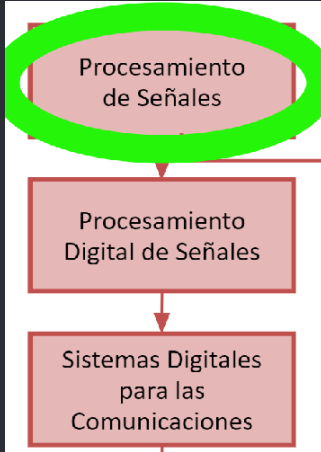 Procesamiento
de Señales
Procesamiento
Digital de Señales
Sistemas Digitales
para las
Comunicaciones